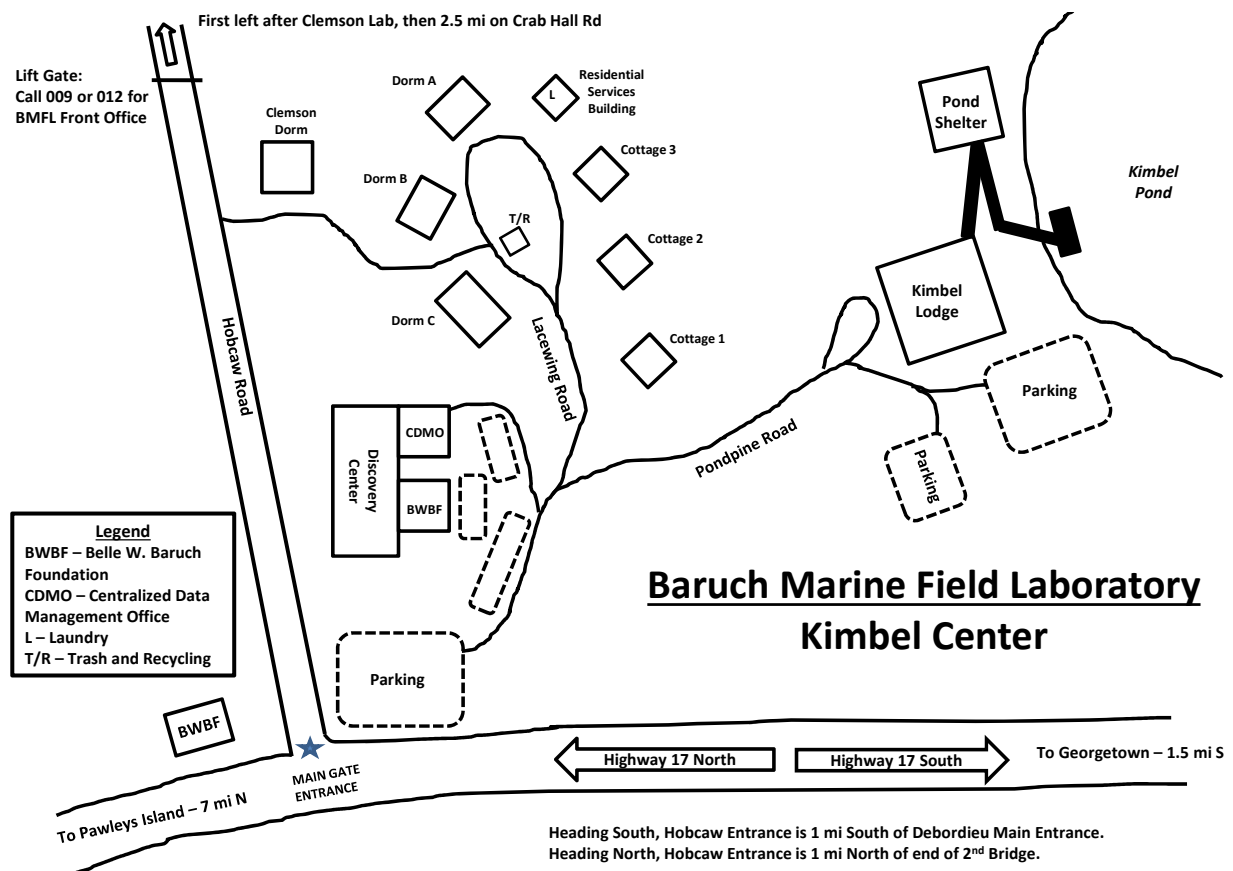 First left after Clemson Lab, then 2.5 mi on Crab Hall Rd
Lift Gate:
Call 009 or 012 for
BMFL Front Office
Clemson
Dorm
Dorm A
L
Residential
Services
Building
Pond
Shelter
Kimbel
Pond
Cottage 3
Dorm B
T/R
Cottage 2
Kimbel
Lodge
Dorm C
Lacewing Road
Cottage 1
Hobcaw Road
Parking
Pondpine Road
Parking
Discovery
Center
CDMO
BWBF
Legend
BWBF – Belle W. Baruch
Foundation
CDMO – Centralized Data
Management Office
L – Laundry
T/R – Trash and Recycling
Baruch Marine Field Laboratory
Kimbel Center
Parking
BWBF
MAIN GATE
ENTRANCE
Highway 17 North
Highway 17 South
To Georgetown – 1.5 mi S
To Pawleys Island – 7 mi N
Heading South, Hobcaw Entrance is 1 mi South of Debordieu Main Entrance.
Heading North, Hobcaw Entrance is 1 mi North of end of 2nd Bridge.